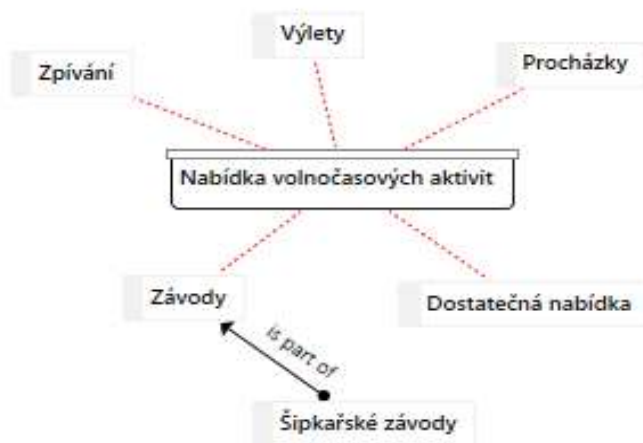 Výlety
Zpívání
Procházky
Nabídka volnočasových aktivit
Závody
Dostatečná nabídka
is part of
Šipkařské závody